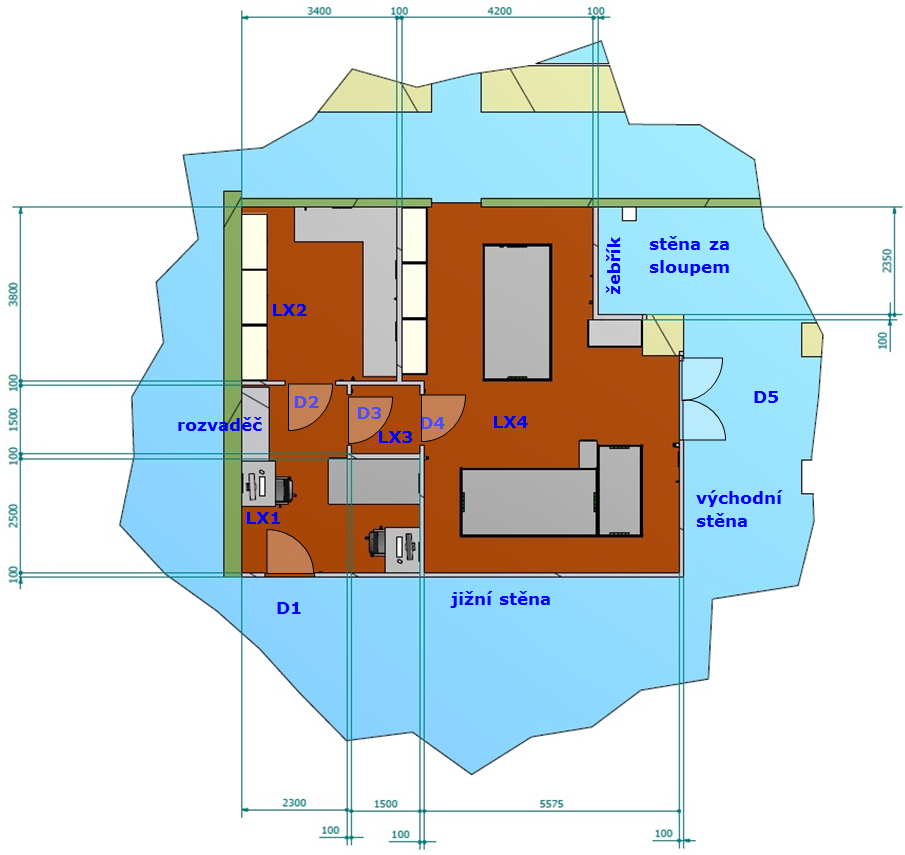 3400 100 4200 100
žebřík
stěna za
sloupem
2350
3800
LX2
100
100
D2
D3
D4
LX3
LX4
D5
rozvaděč
1500
100
východní
stěna
LX1
2500
100
D1
jižní stěna
2300 1500 5575
100 100 100